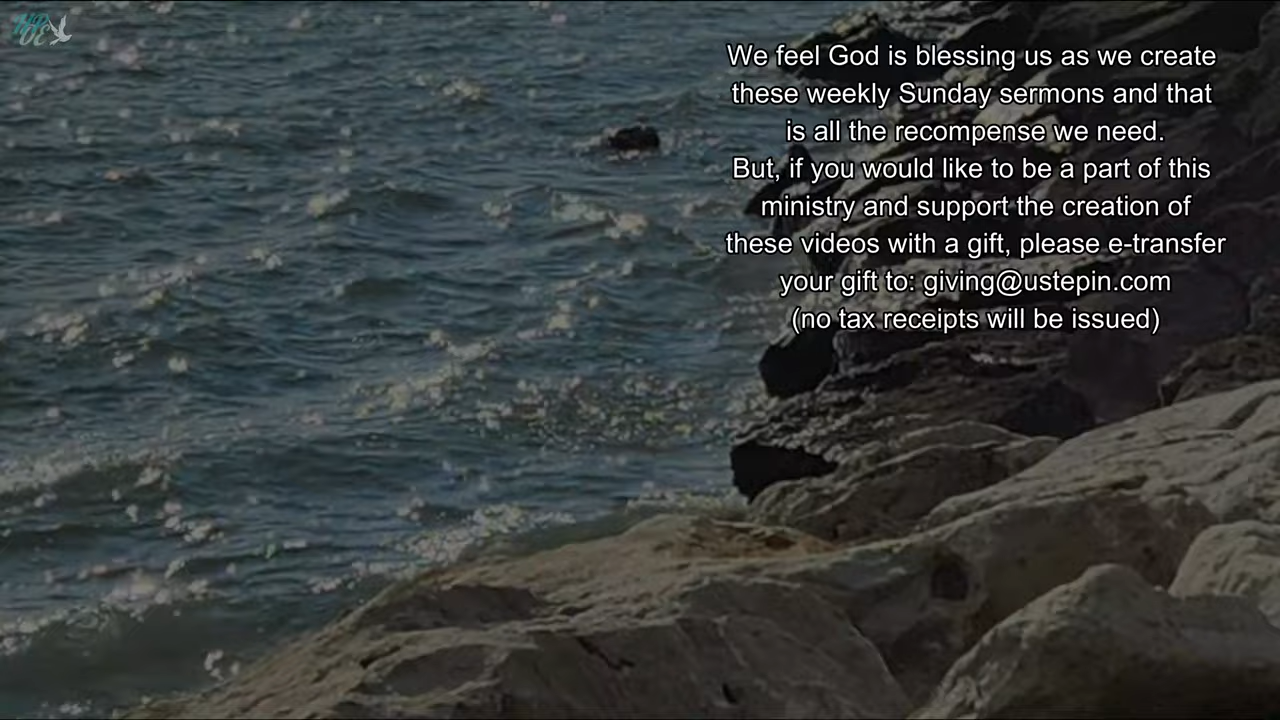 We feel God is blessing us as we create
these weekly Sunday sermons and that
is all the recompense we need.
But, if you would like to be a part of this
ministry and support the creation of
these videos with a gift, please e-transfer
your gift to: giving@ustepin.com
(no tax receipts will be issued)